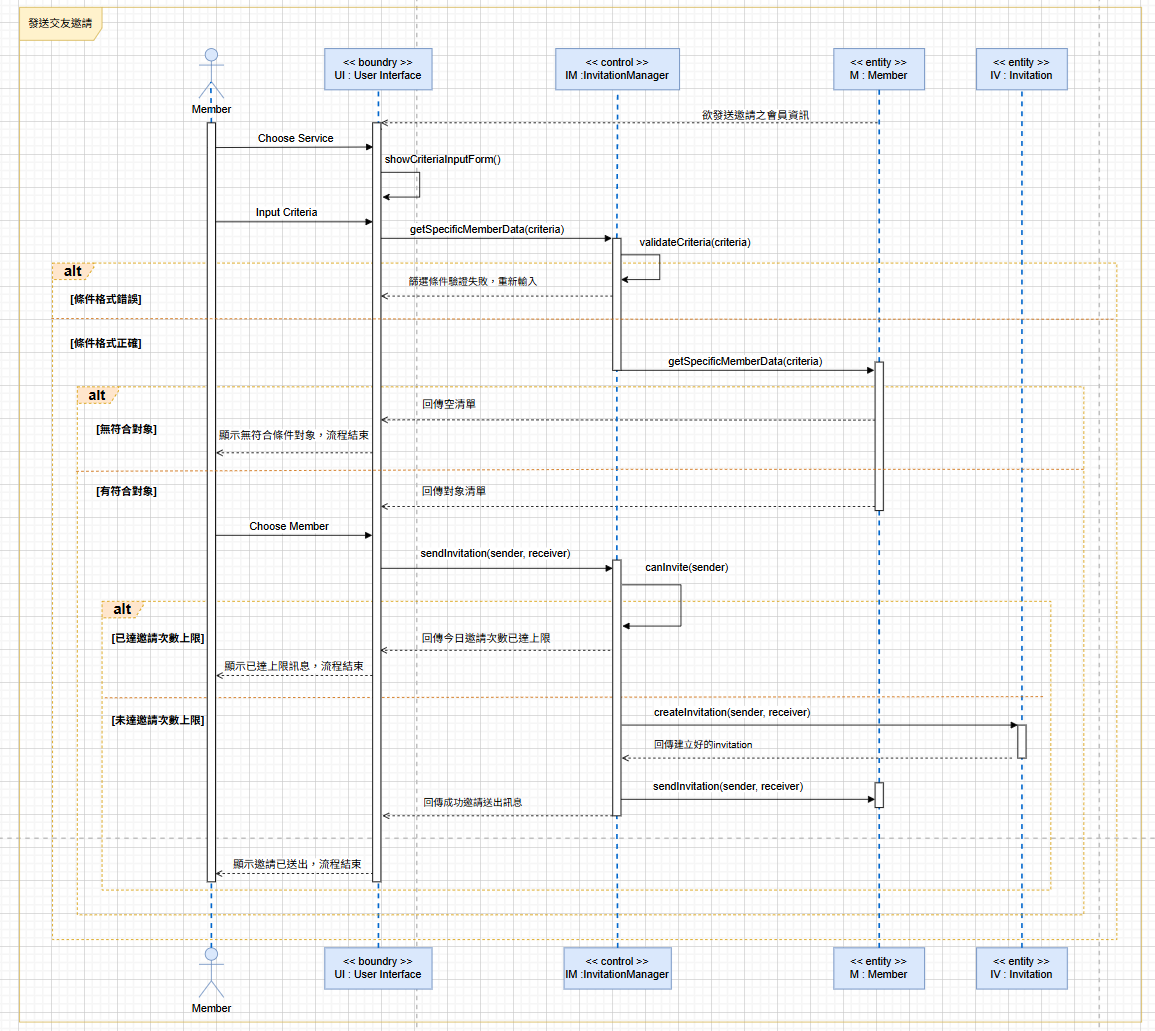 發送交友邀請
<< boundry >>
UI : User Interface
<< control >>
IM :InvitationManager
<< entity >>
M : Member
<< entity >>
IV : Invitation
Member
欲發送邀請之會員資訊
Choose Service
showCriteriaInputForm()
Input Criteria
getSpecificMemberData(criteria)
validateCriteria(criteria)
alt
篩選條件驗證失敗，重新輸入
[條件格式錯誤]
[條件格式正確]
getSpecificMemberData(criteria)
alt
回傳空清單
[無符合對象]
顯示無符合條件對象，流程結束
[有符合對象]
回傳對象清單
Choose Member
sendInvitation(sender, receiver)
canInvite(sender)
alt
[已達邀請次數上限]
回傳今日邀請次數已達上限
顯示已達上限訊息，流程結束
[未達邀請次數上限]
createInvitation(sender, receiver)
回傳建立好的invitation
sendInvitation(sender, receiver)
回傳成功邀請送出訊息
顯示邀請已送出，流程結束
<< boundry >>
UI : User Interface
<< control >>
IM :InvitationManager
<< entity >>
M : Member
<< entity >>
IV : Invitation
Member